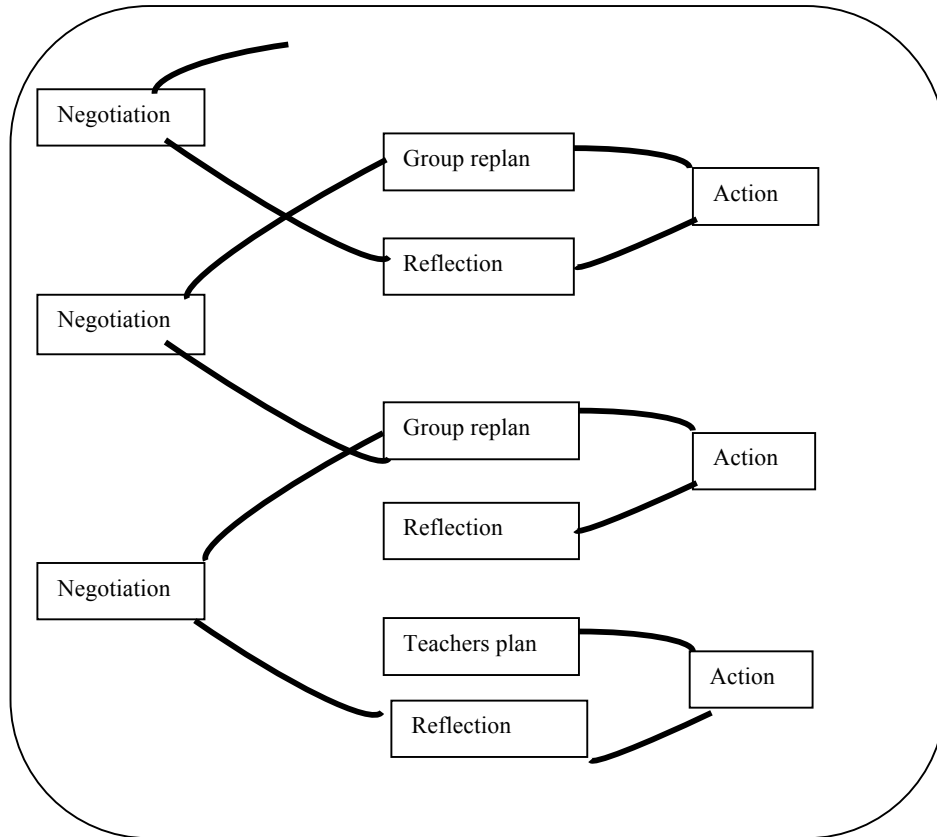 Negotiation
Group replan
Action
Reflection
Negotiation
Group replan
Action
Reflection
Negotiation
Teachers plan
Action
Reflection